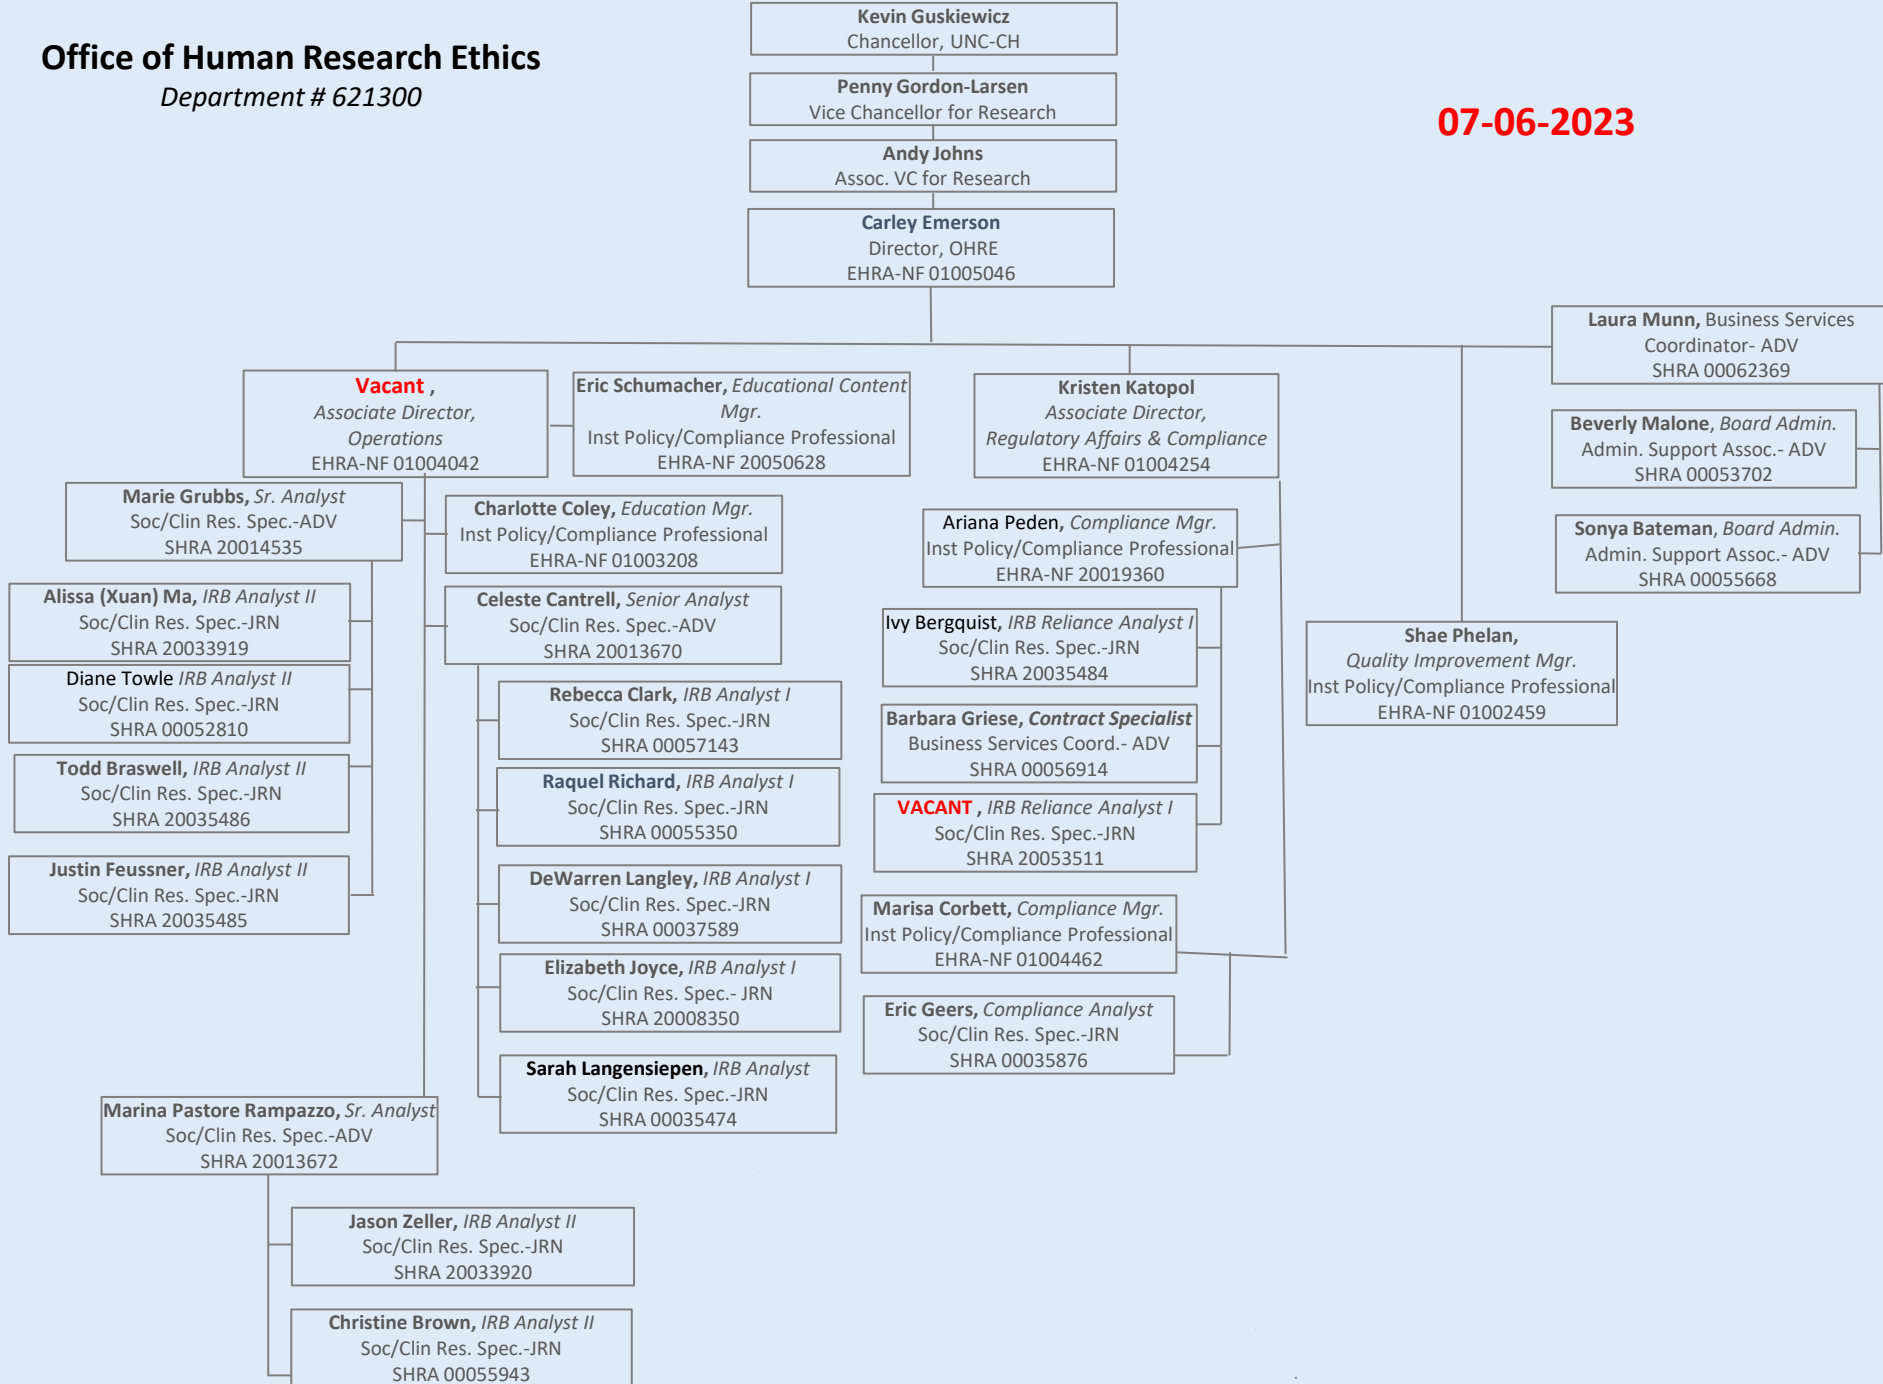 Office of Human Research Ethics
Department # 621300
07-06-2023
Kevin Guskiewicz
Chancellor, UNC-CH
Penny Gordon-Larsen
Vice Chancellor for Research
Andy Johns
Assoc. VC for Research
Carley Emerson
Director, OHRE
EHRA-NF 01005046
Vacant ,
Associate Director,
Operations
EHRA-NF 01004042
Eric Schumacher, Educational Content
Mgr.
Inst Policy/Compliance Professional
EHRA-NF 20050628
Marie Grubbs, Sr. Analyst
Soc/Clin Res. Spec.-ADV
SHRA 20014535
Alissa (Xuan) Ma, IRB Analyst II
Soc/Clin Res. Spec.-JRN
SHRA 20033919
Diane Towle IRB Analyst II
Soc/Clin Res. Spec.-JRN
SHRA 00052810
Todd Braswell, IRB Analyst II
Soc/Clin Res. Spec.-JRN
SHRA 20035486
Justin Feussner, IRB Analyst II
Soc/Clin Res. Spec.-JRN
SHRA 20035485
Charlotte Coley, Education Mgr.
Inst Policy/Compliance Professional
EHRA-NF 01003208
Celeste Cantrell, Senior Analyst
Soc/Clin Res. Spec.-ADV
SHRA 20013670
Rebecca Clark, IRB Analyst I
Soc/Clin Res. Spec.-JRN
SHRA 00057143
Raquel Richard, IRB Analyst I
Soc/Clin Res. Spec.-JRN
SHRA 00055350
DeWarren Langley, IRB Analyst I
Soc/Clin Res. Spec.-JRN
SHRA 00037589
Elizabeth Joyce, IRB Analyst I
Soc/Clin Res. Spec.- JRN
SHRA 20008350
Sarah Langensiepen, IRB Analyst
Soc/Clin Res. Spec.-JRN
SHRA 00035474
Marina Pastore Rampazzo, Sr. Analyst
Soc/Clin Res. Spec.-ADV
SHRA 20013672
Jason Zeller, IRB Analyst II
Soc/Clin Res. Spec.-JRN
SHRA 20033920
Christine Brown, IRB Analyst II
Soc/Clin Res. Spec.-JRN
SHRA 00055943
Kristen Katopol
Associate Director,
Regulatory Affairs & Compliance
EHRA-NF 01004254
Ariana Peden, Compliance Mgr.
Inst Policy/Compliance Professional
EHRA-NF 20019360
Ivy Bergquist, IRB Reliance Analyst I
Soc/Clin Res. Spec.-JRN
SHRA 20035484
Barbara Griese, Contract Specialist
Business Services Coord.- ADV
SHRA 00056914
VACANT , IRB Reliance Analyst I
Soc/Clin Res. Spec.-JRN
SHRA 20053511
Marisa Corbett, Compliance Mgr.
Inst Policy/Compliance Professional
EHRA-NF 01004462
Eric Geers, Compliance Analyst
Soc/Clin Res. Spec.-JRN
SHRA 00035876
Shae Phelan,
Quality Improvement Mgr.
Inst Policy/Compliance Professional
EHRA-NF 01002459
Laura Munn, Business Services
Coordinator- ADV
SHRA 00062369
Beverly Malone, Board Admin.
Admin. Support Assoc.- ADV
SHRA 00053702
Sonya Bateman, Board Admin.
Admin. Support Assoc.- ADV
SHRA 00055668